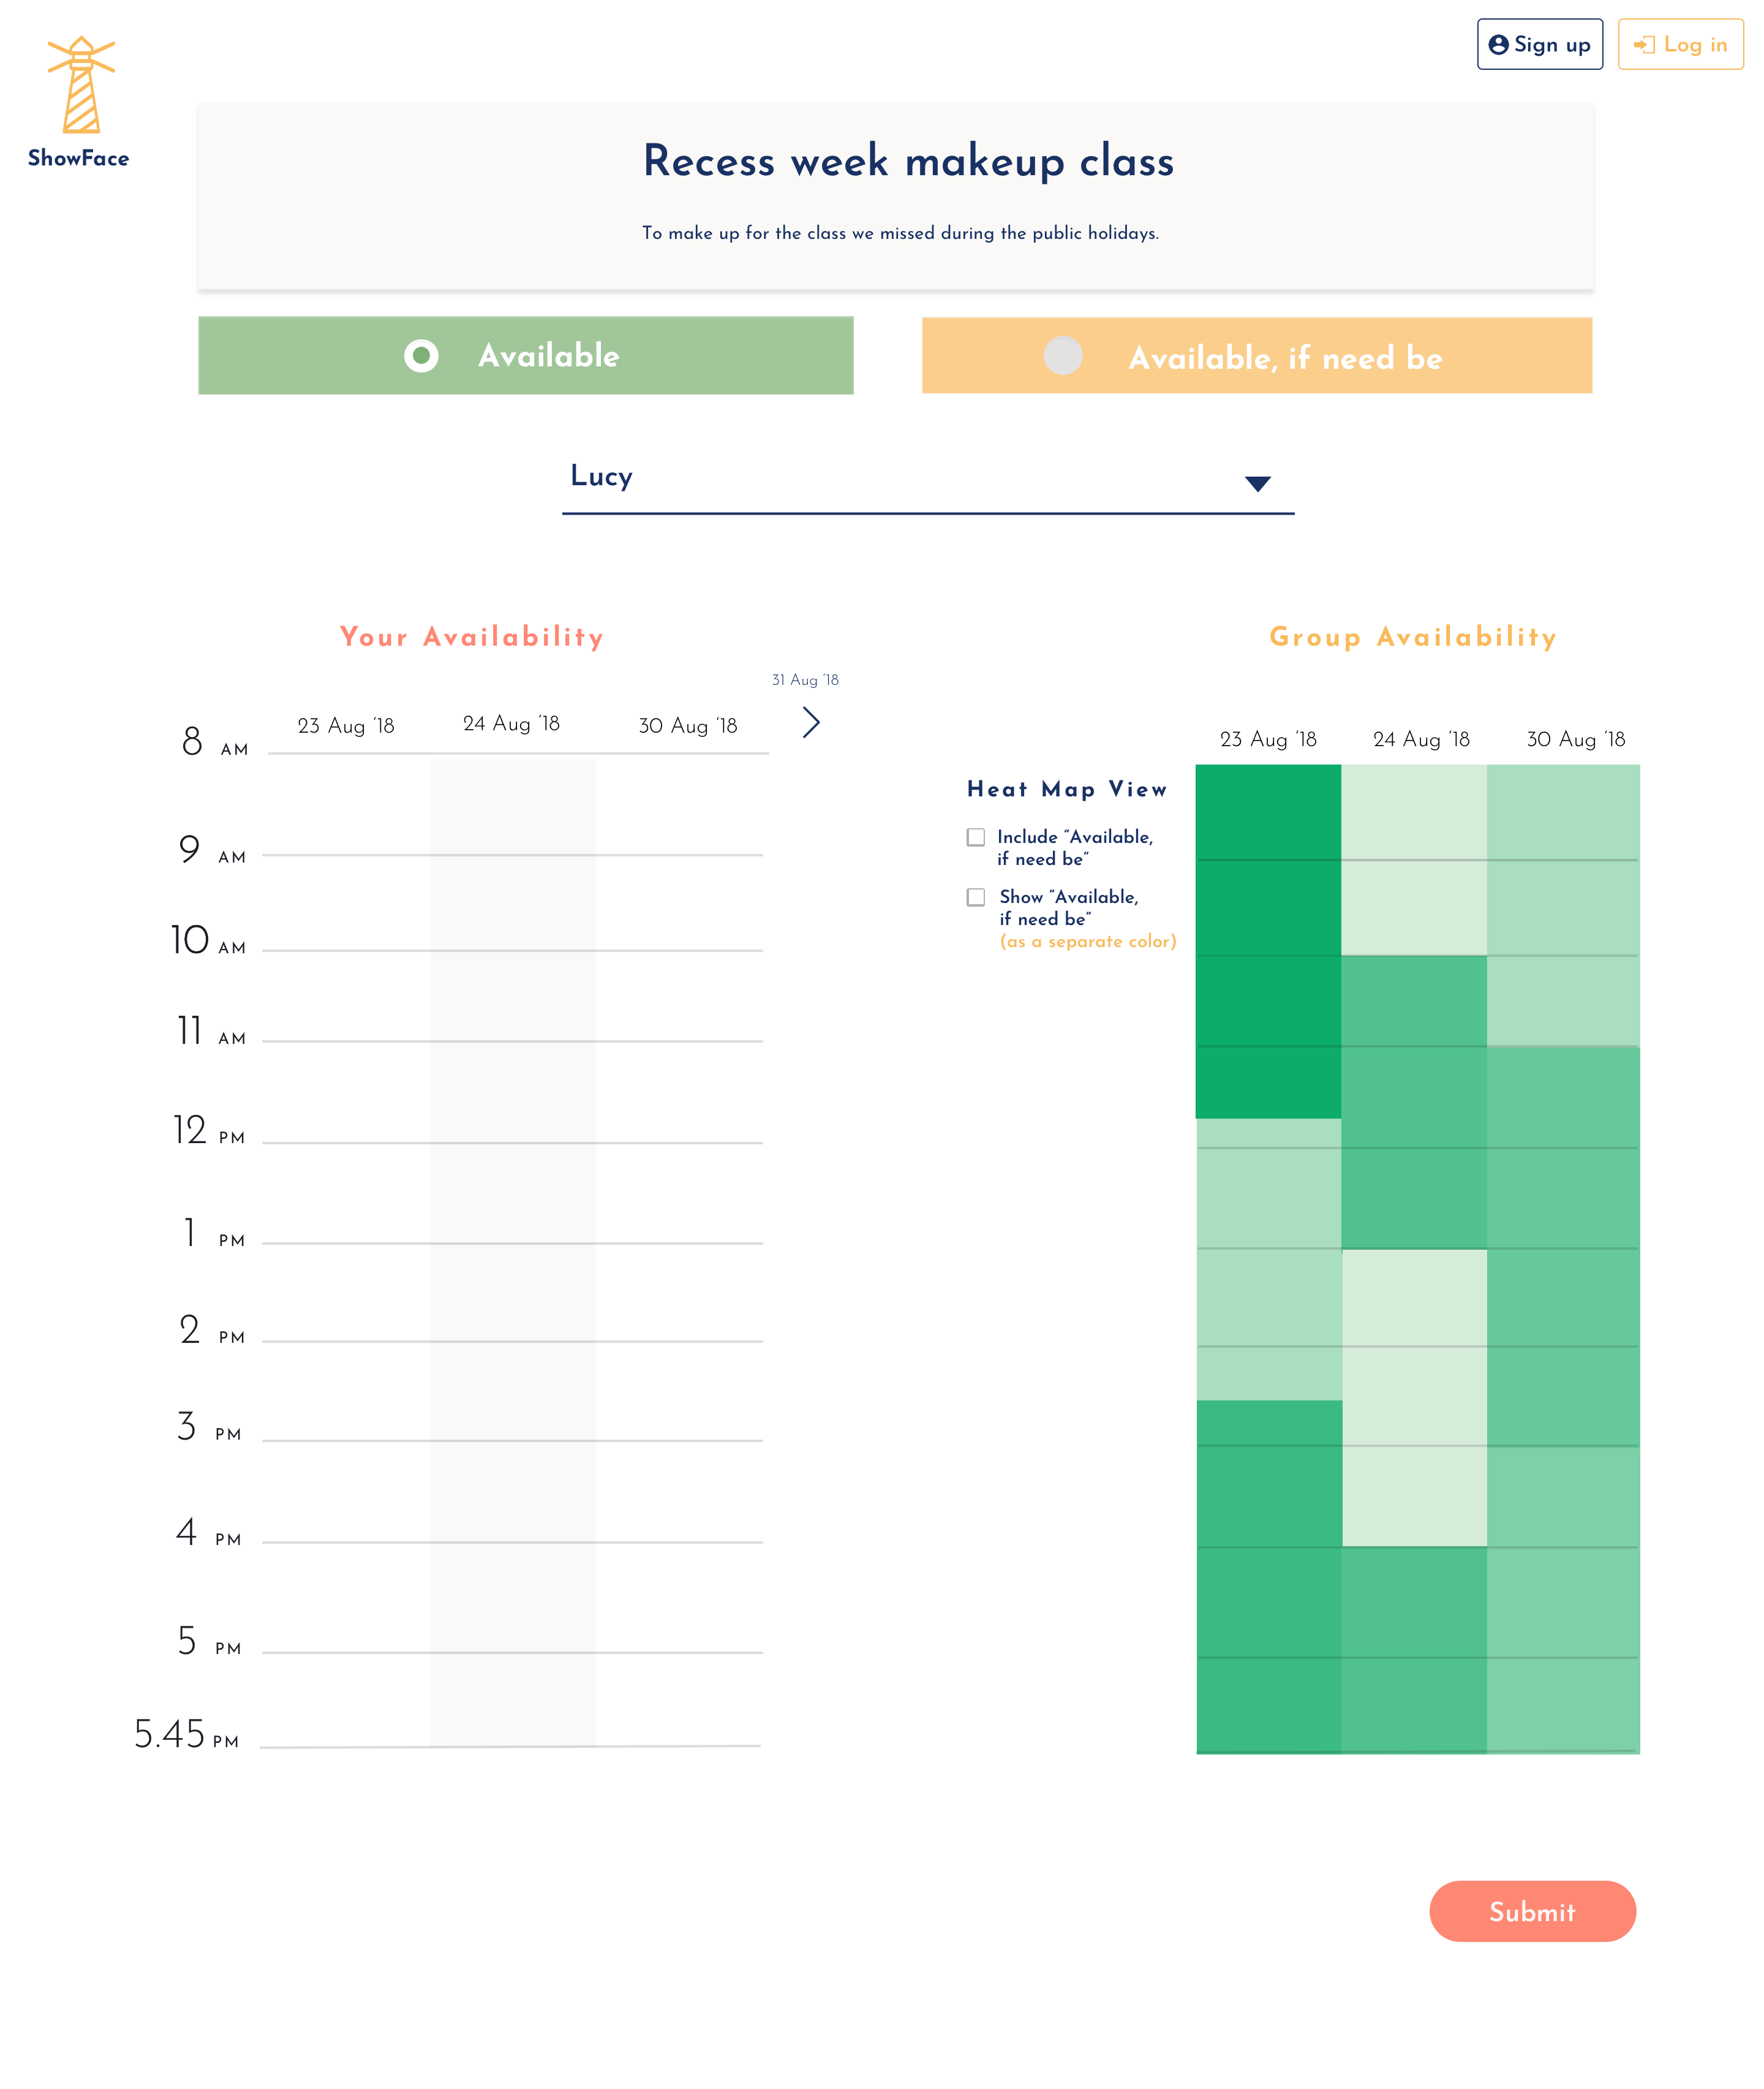 Sign up
Log in
ShowFace
Recess week makeup class
To make up for the class we missed during the public holidays.
Available
Available, if need be
Lucy
Your Availability
Group Availability
31 Aug '18
23 Aug '18
24 Aug '18
30 Aug '18
8 AM
9 AM
10 AM
11 AM
12 PM
1 PM
2 PM
3 PM
4 PM
5 PM
5.45 PM
Heat Map View
Include "Available,
if need be"
Show "Available,
if need be"
(as a separate color)
23 Aug '18
24 Aug '18
30 Aug '18
Submit